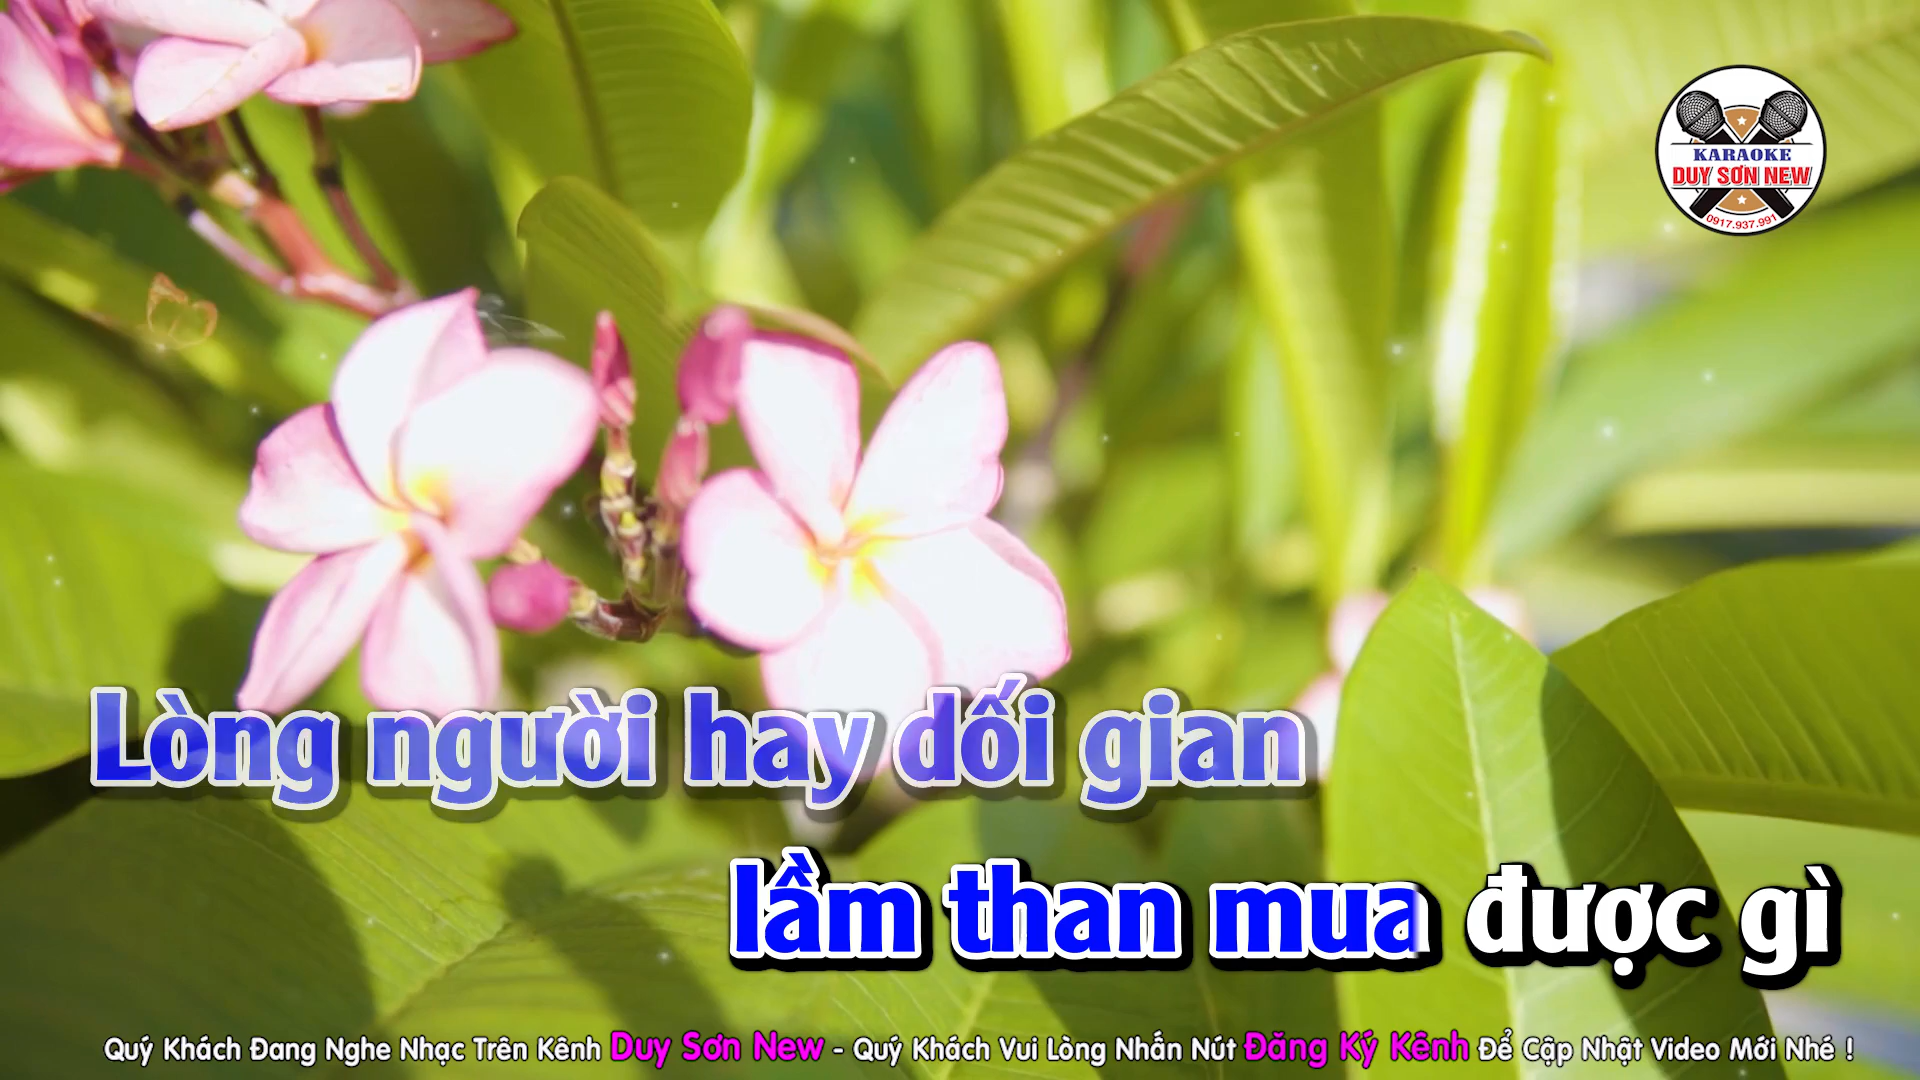 KARAOKE
DUY SƠN NEW
0917.937.991
Lòng người hay dối gian
lầm than mua được gì
Quý Khách Đang Nghe Nhạc Trên Kênh Duy Sơn New - Quý Khách Vui Lòng Nhấn Nút Đăng Ký Kênh Để Cập Nhật Video Mới Nhé !